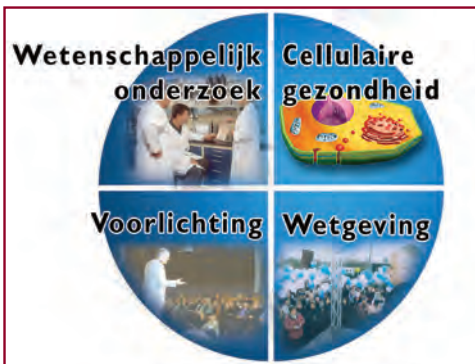 Wetenschappelijk
onderzoek
Cellulaire
gezondheid
Voorlichting
Wetgeving